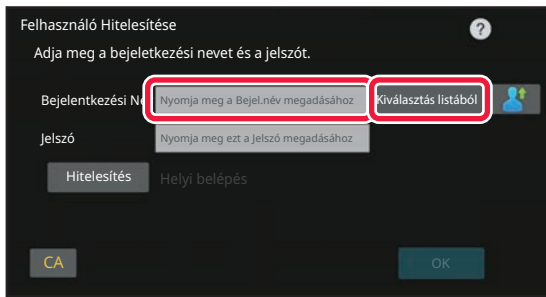 Felhasználó Hitelesítése
Adja meg a bejeletkezési nevet és a jelszót.
Bejelentkezési Ne Nyomja meg a Bejel.név megadásához Kiválasztás listából
Jelszó Nyomja meg ezt a Jelszó megadásához
Hitelesítés Helyi belépés
CA OK